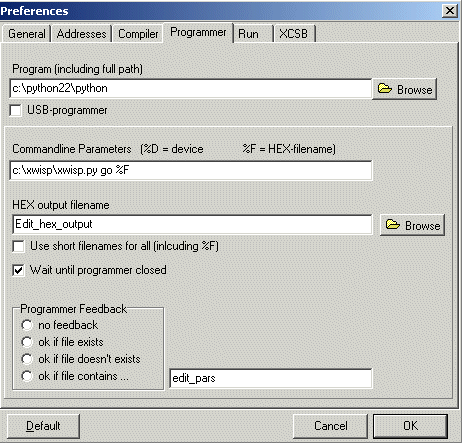 Preferences
General Addresses Compiler Programmer Run XCSB
Program (including full path)
c:\python22\python
Browse
USB-programmer
Commandline Parameters (%D = device %F = HEX-filename)
c:\xwisp\xwisp.py go %F
HEX output filename
Edit_hex_output
Browse
Use short filenames for all (inlcuding %F)
Wait until programmer closed
Programmer Feedback
no feedback
ok if file exists
ok if file doesn't exists
ok if file contains ...
edit_pars
Default Cancel OK